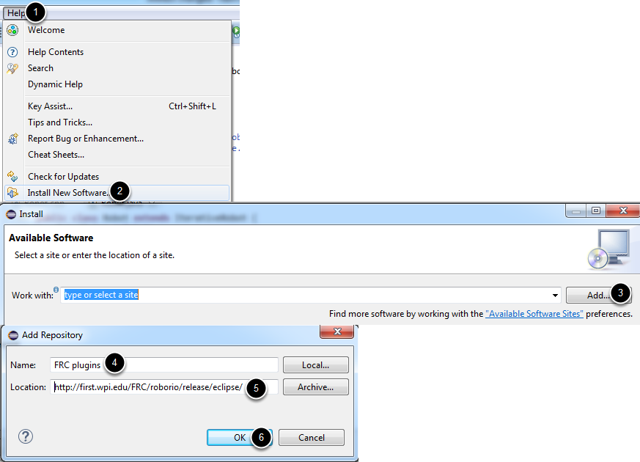 Help
1
Welcome
Help Contents
Search
Dynamic Help
Key Assist... Ctrl+Shift+L
Tips and Tricks...
Report Bug or Enhancement...
Cheat Sheets...
Check for Updates
Install New Software... 2
Install
Available Software
Select a site or enter the location of a site.
Work with: type or select a site Add... 3
Find more software by working with the "Available Software Sites" preferences.
Add Repository
Name: FRC plugins 4 Local...
Location: http://first.wpi.edu/FRC/roborio/release/eclipse/ 5 Archive...
? OK 6 Cancel